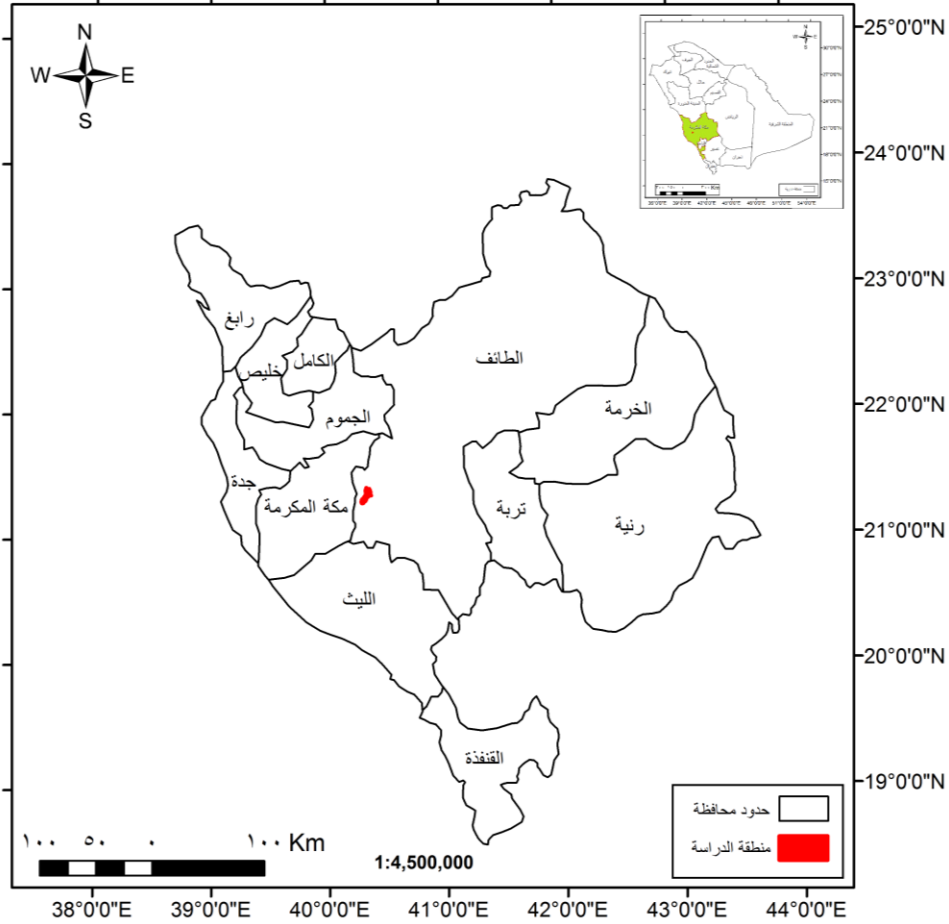 N
W E
S
25°0'0"N
24°0'0"N
23°0'0"N
22°0'0"N
21°0'0"N
20°0'0"N
19°0'0"N
رابغ
خليص
الكامل
الطائف
الجموم
الخرمة
جدة
مكة المكرمة
تربة
رنية
الليث
القنفذة
حدود محافظة
منطقة الدراسة
١٠٠ ٥٠ ٠ ١٠٠ Km
1:4,500,000
38°0'0"E 39°0'0"E 40°0'0"E 41°0'0"E 42°0'0"E 43°0'0"E 44°0'0"E